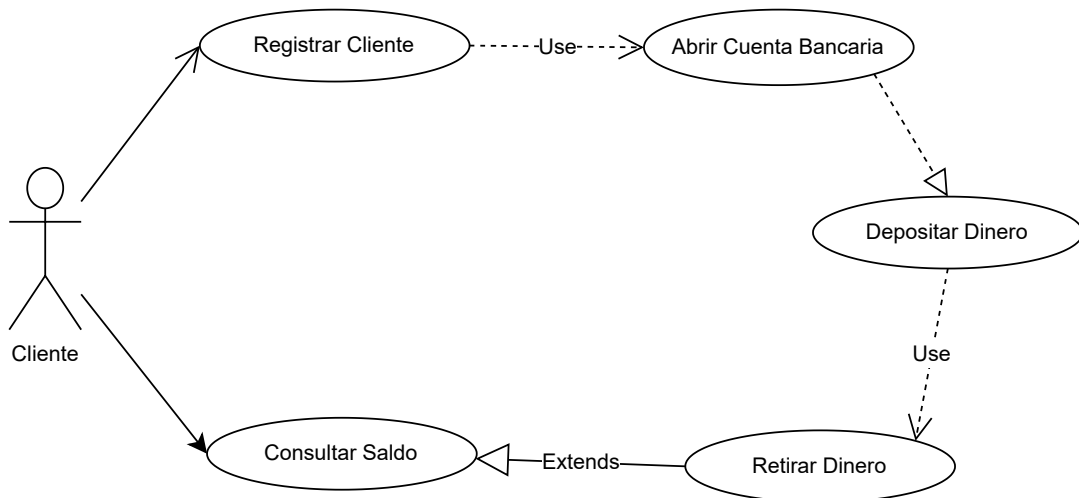 Registrar Cliente
Use
Abrir Cuenta Bancaria
Depositar Dinero
Cliente
Use
Consultar Saldo
Extends
Retirar Dinero